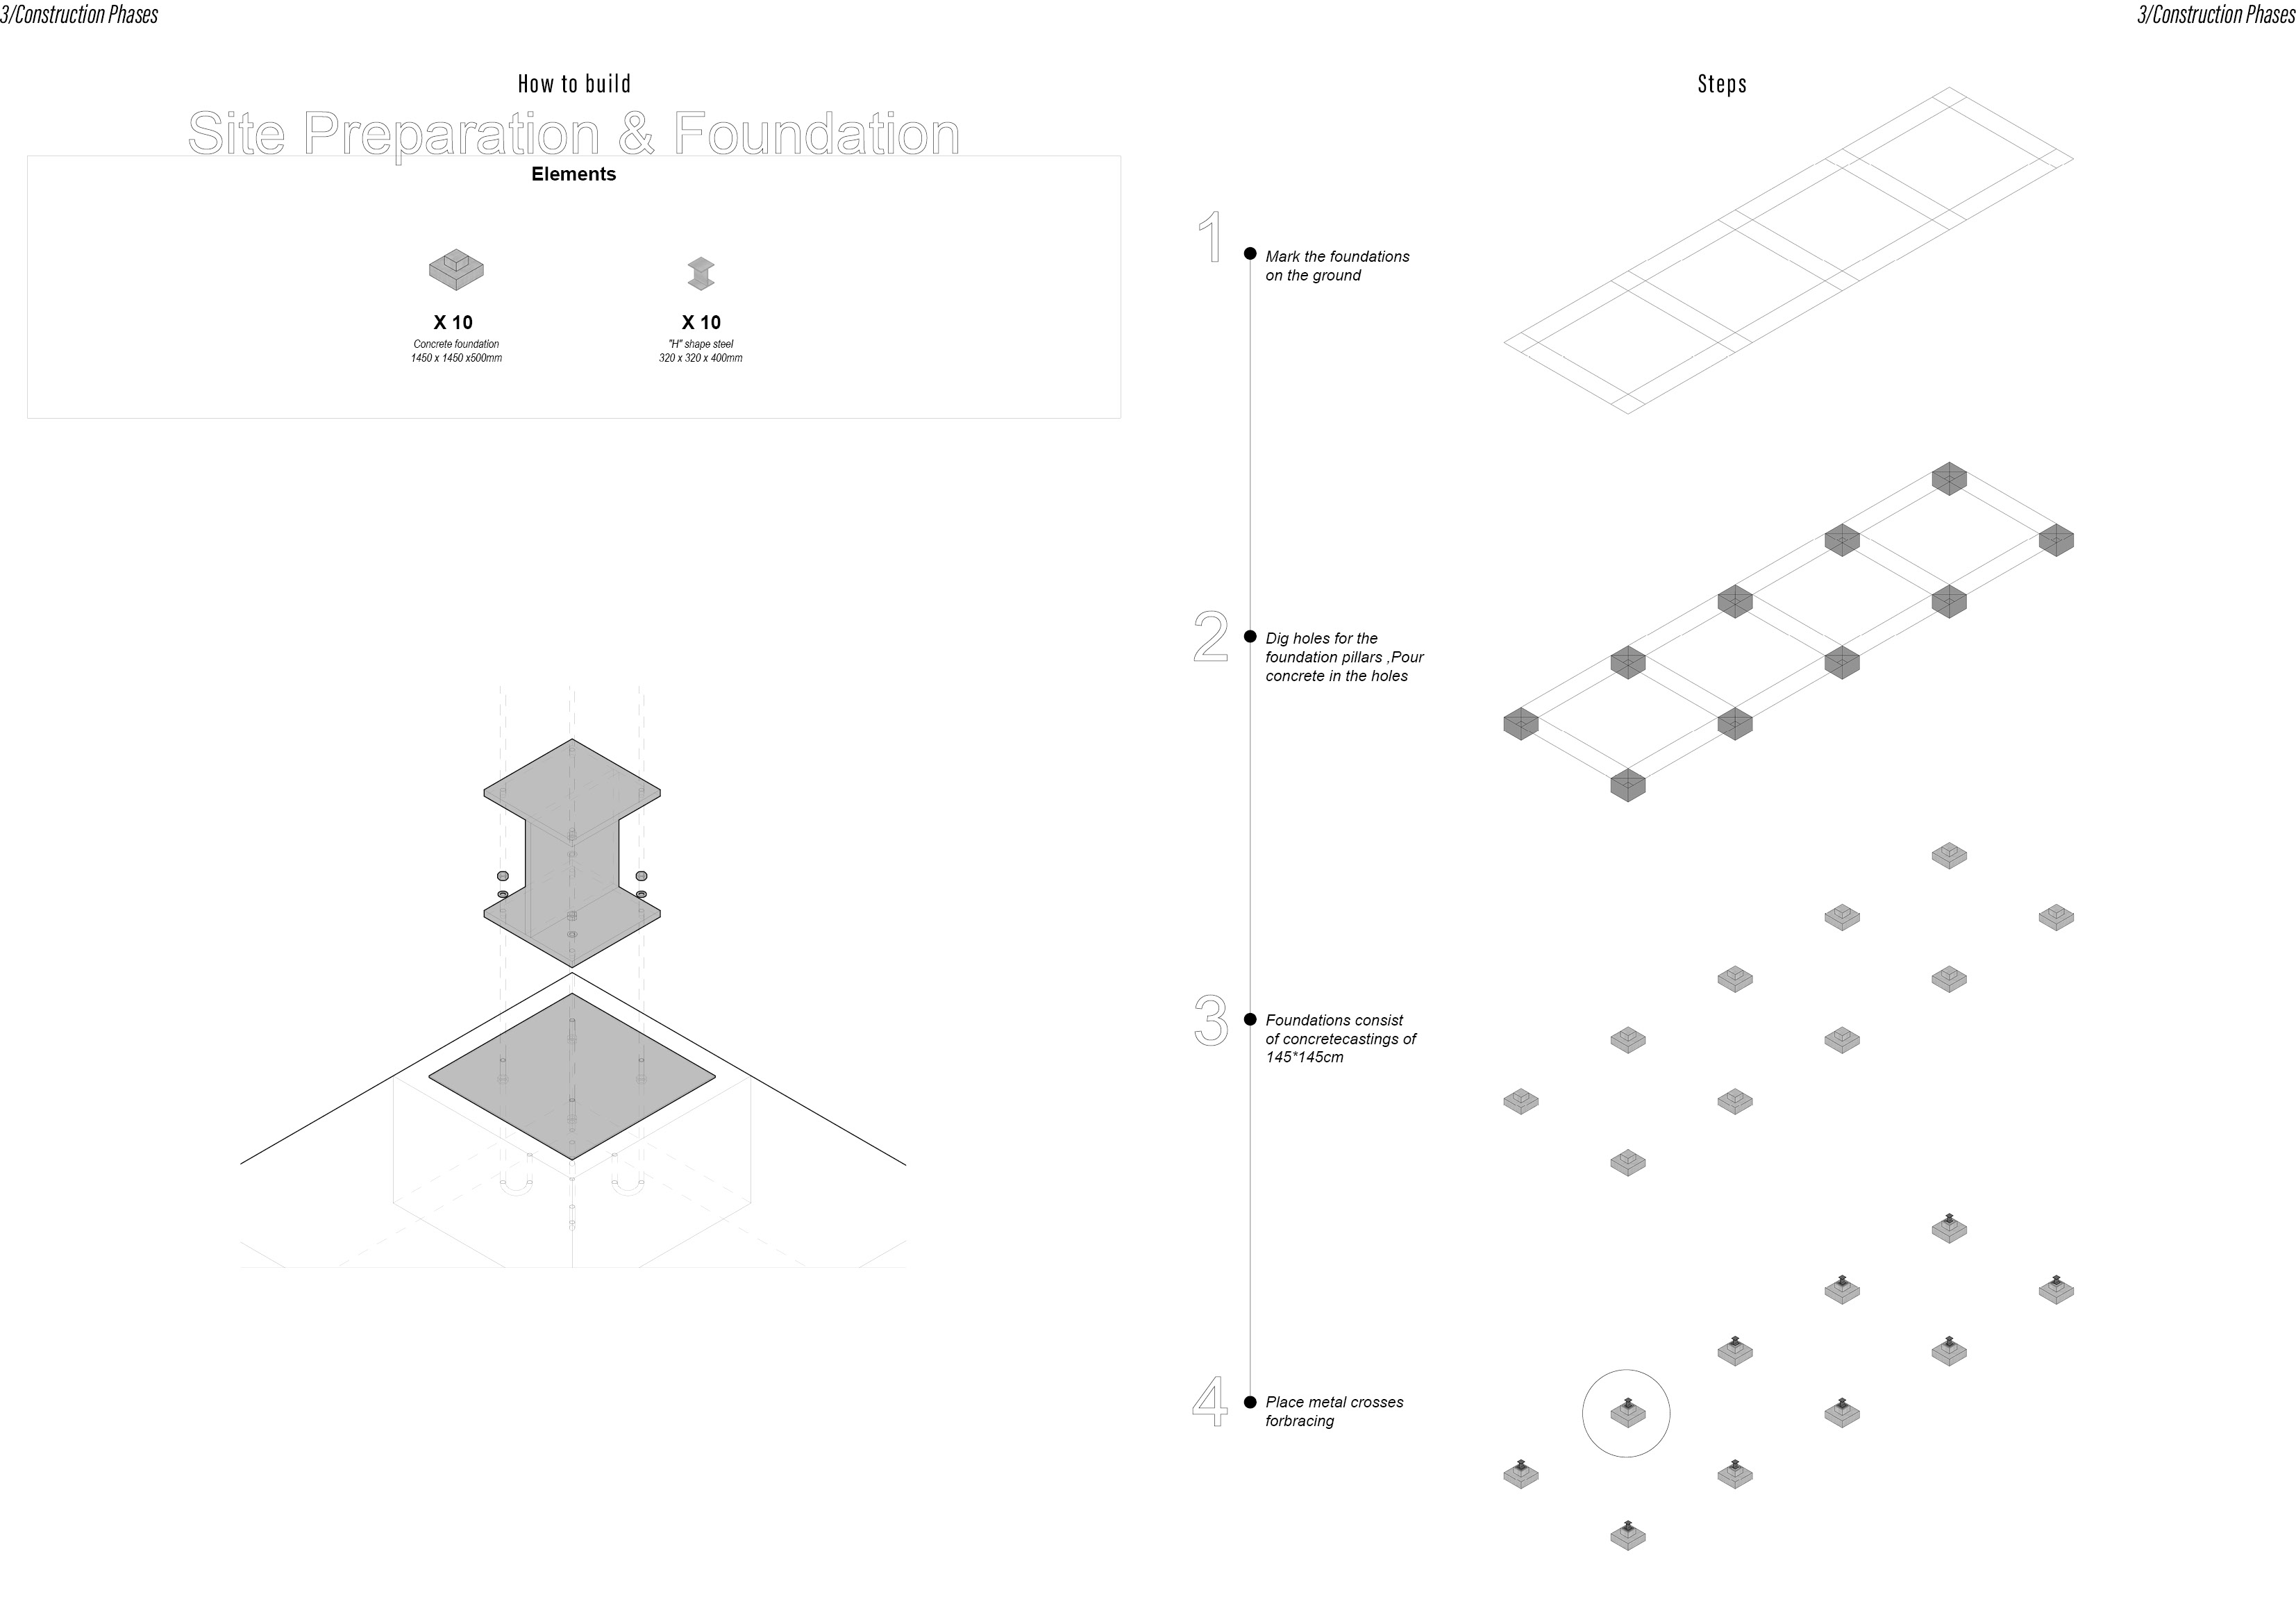 3/Construction Phases
3/Construction Phases
How to build
Site Preparation & Foundation
Elements
X 10
Concrete foundation
1450 x 1450 x500mm
X 10
"H" shape steel
320 x 320 x 400mm
Steps
1
Mark the foundations
on the ground
2
Dig holes for the
foundation pillars ,Pour
concrete in the holes
3
Foundations consist
of concretecastings of
145*145cm
4
Place metal crosses
forbracing